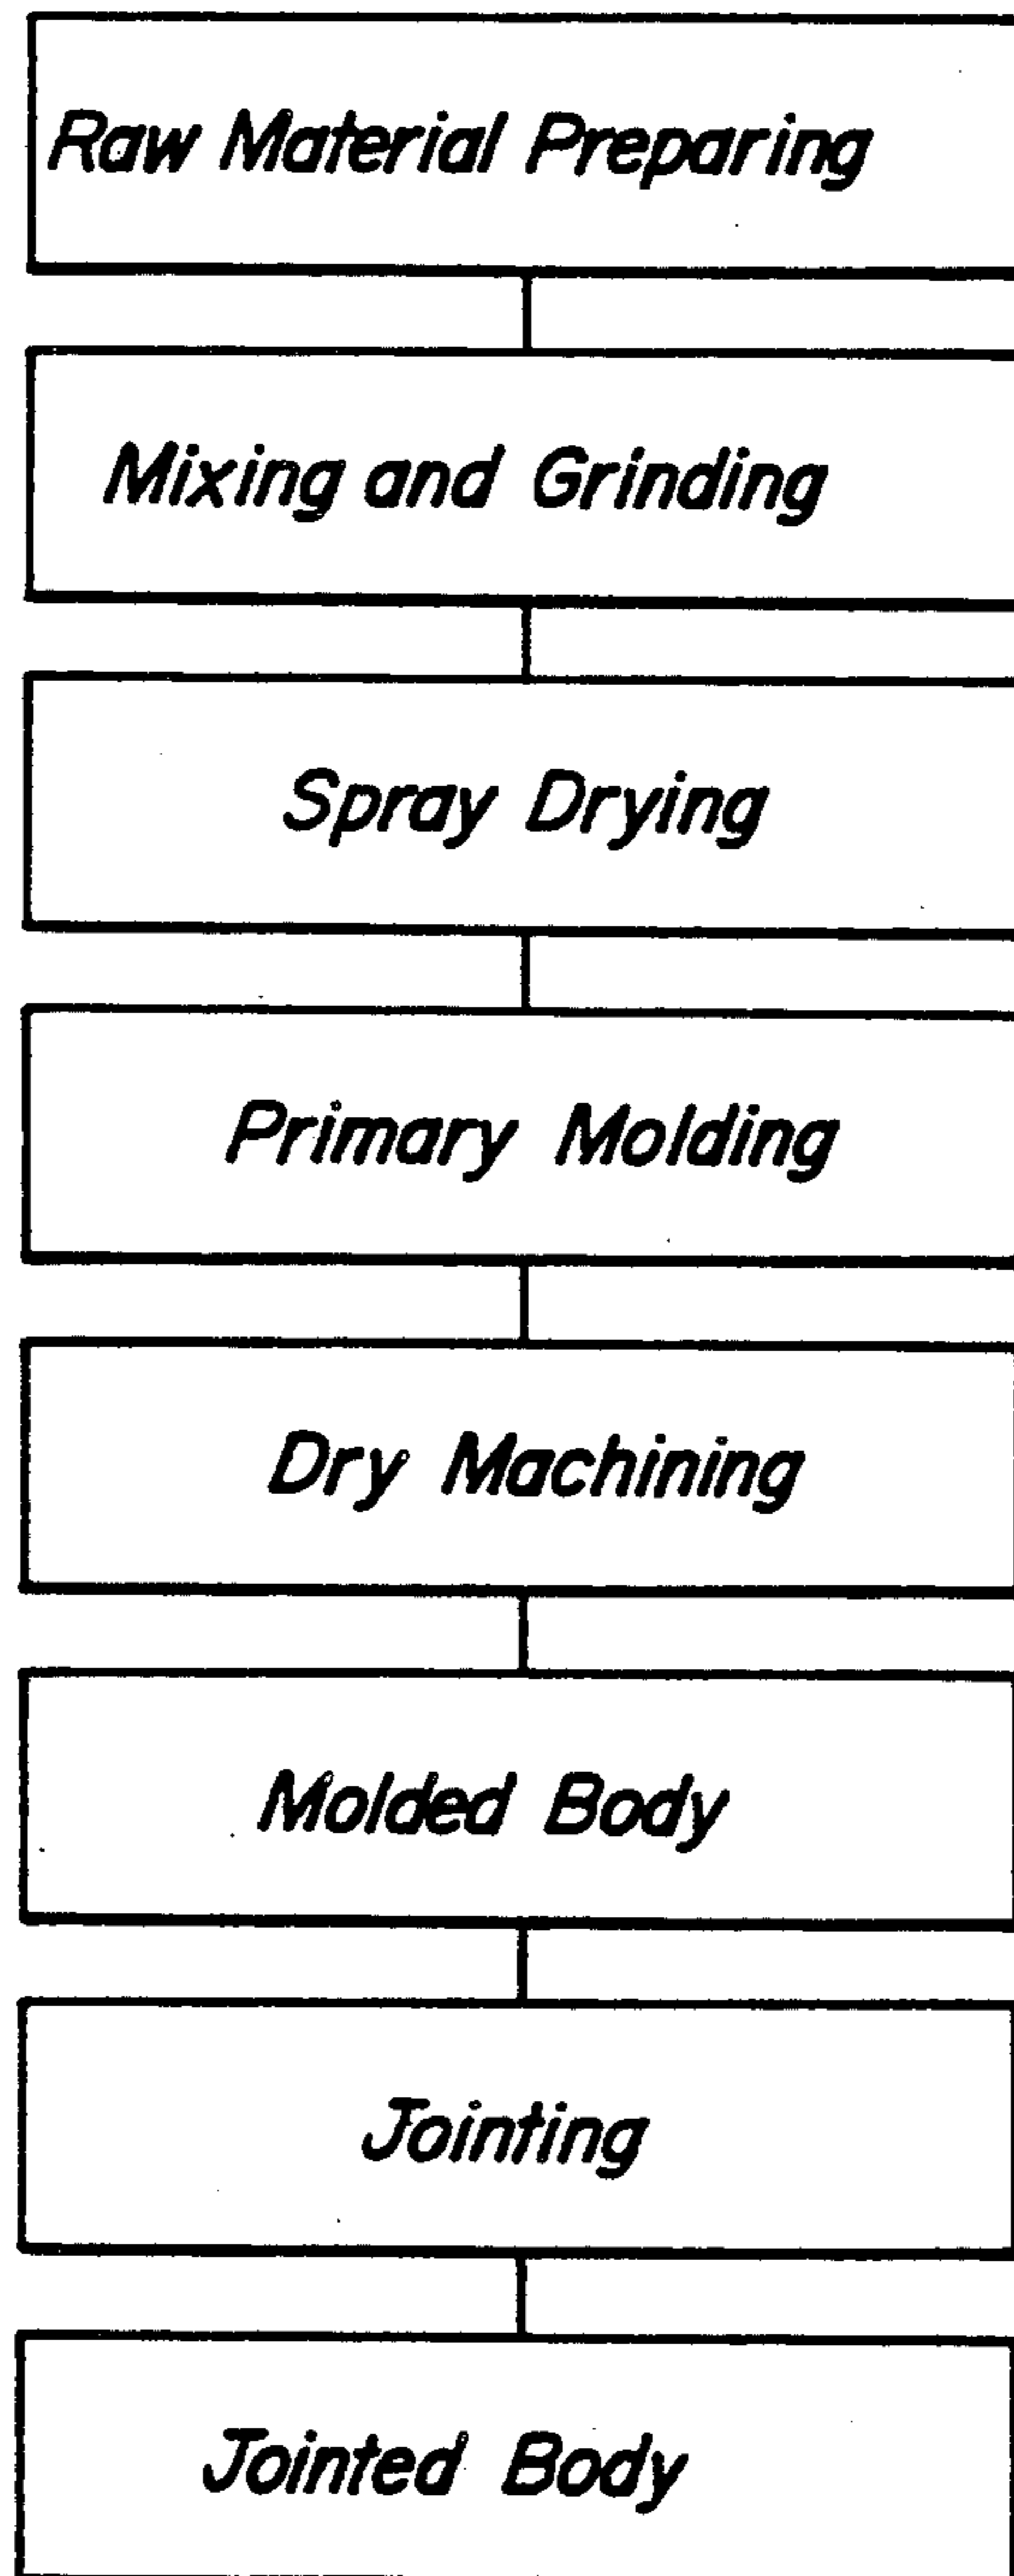 Raw Material Preparing
Mixing and Grinding
Spray Drying
Primary Molding
Dry Machining
Molded Body
Jointing
Jointed Body